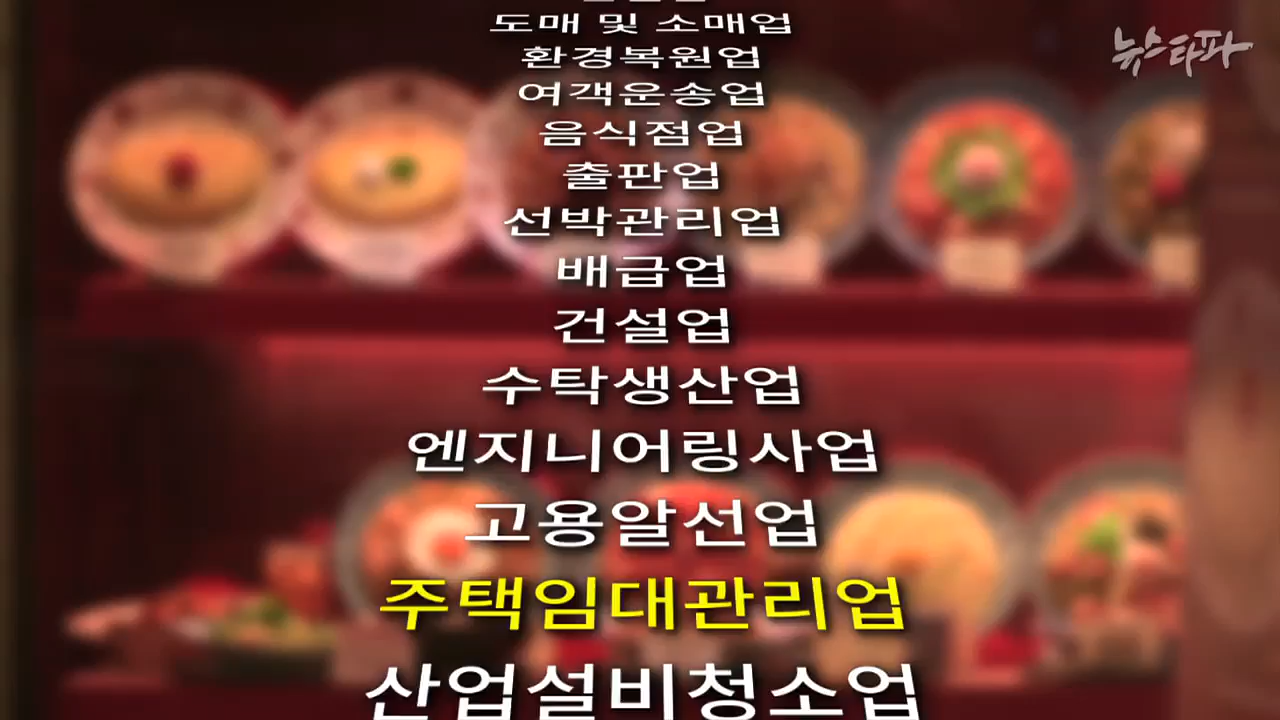 도매 및 소매업
뉴스타파
환경복원업
여객운송업
음식점업
출판업
선박관리업
배급업
건설업
수탁생산업
엔지니어링사업
고용알선업
주택임대관리업
산업설비청소업